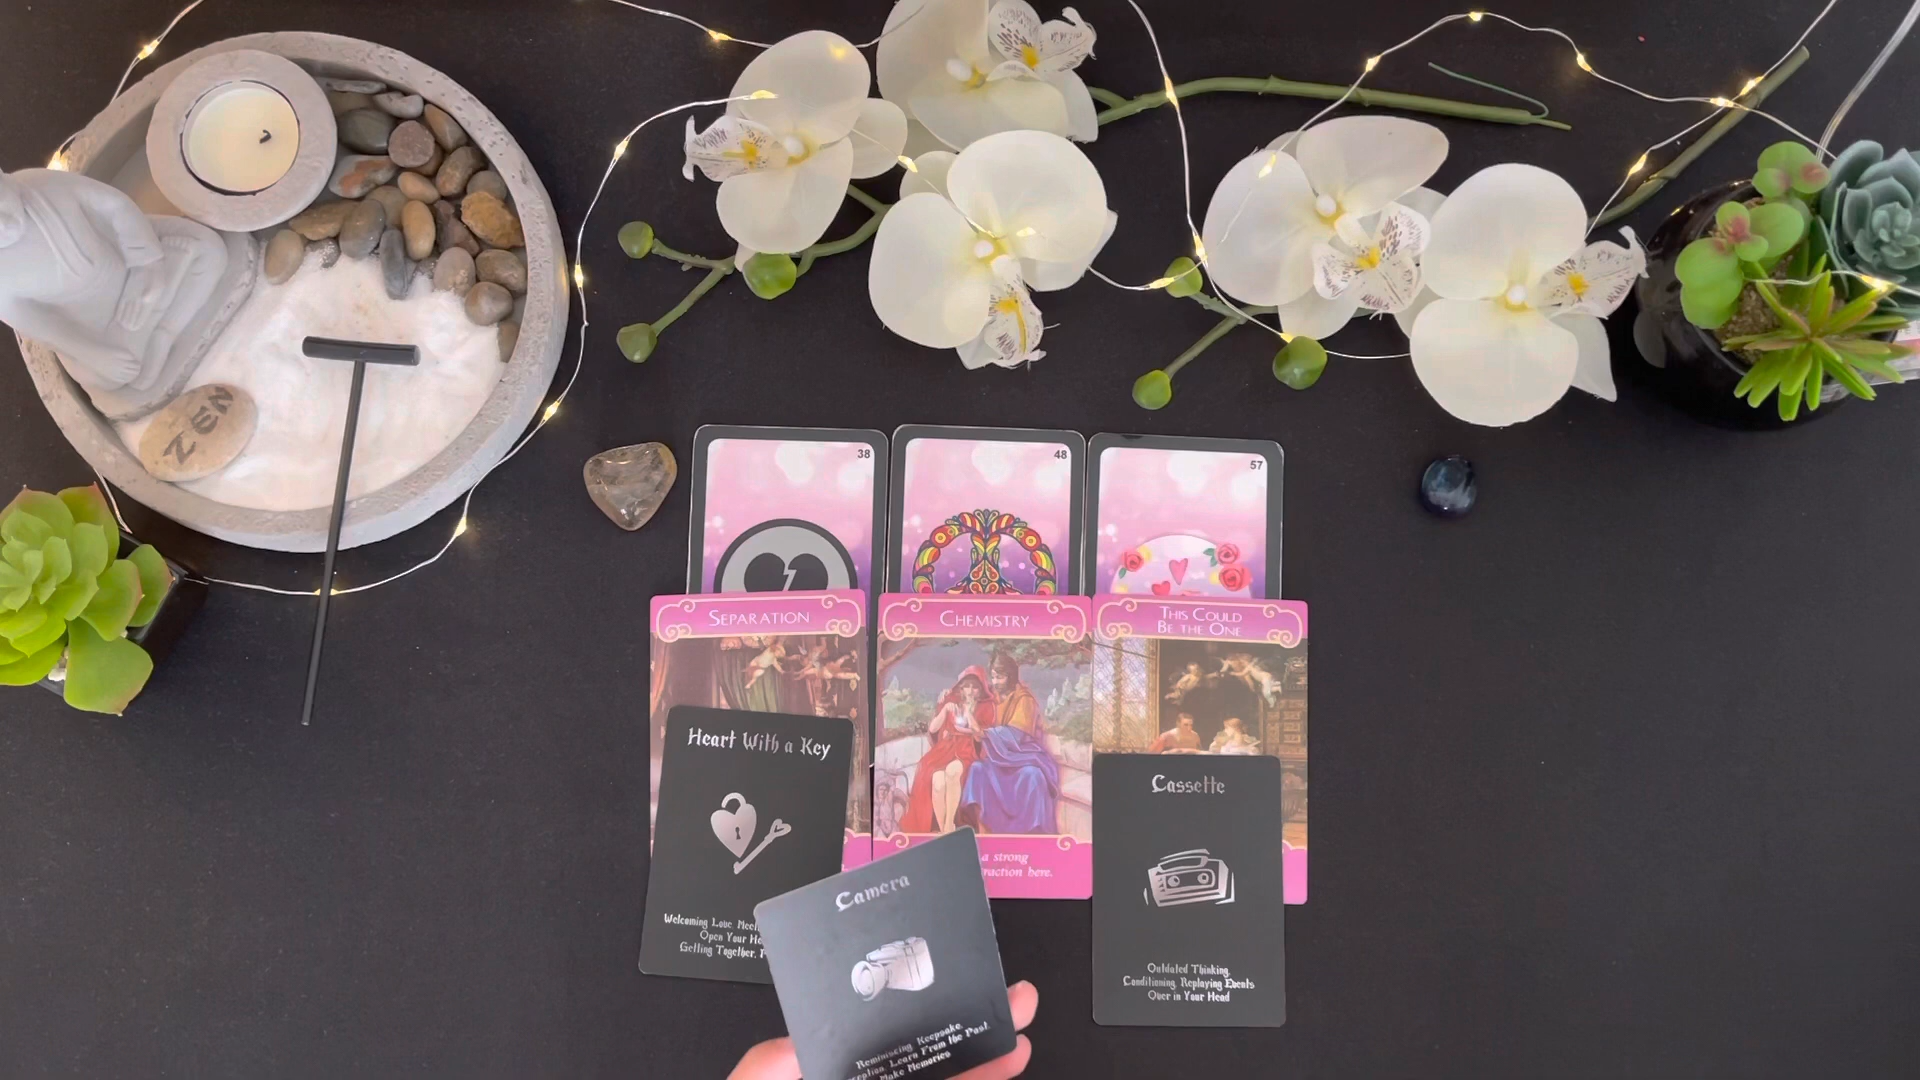 ZEN
38
48
57
SEPARATION
CHEMISTRY
THIS COULD
BE THE ONE
Heart With a Key
Cassette
a strong
here.
Camera
Welcoming Love
Open Your
Getting Together,
Outdated Thinking,
Conditioning, Replaying Events
Over in Your Head
Reminiscing, Keepsake,
Learn From the Past,
Make Memories